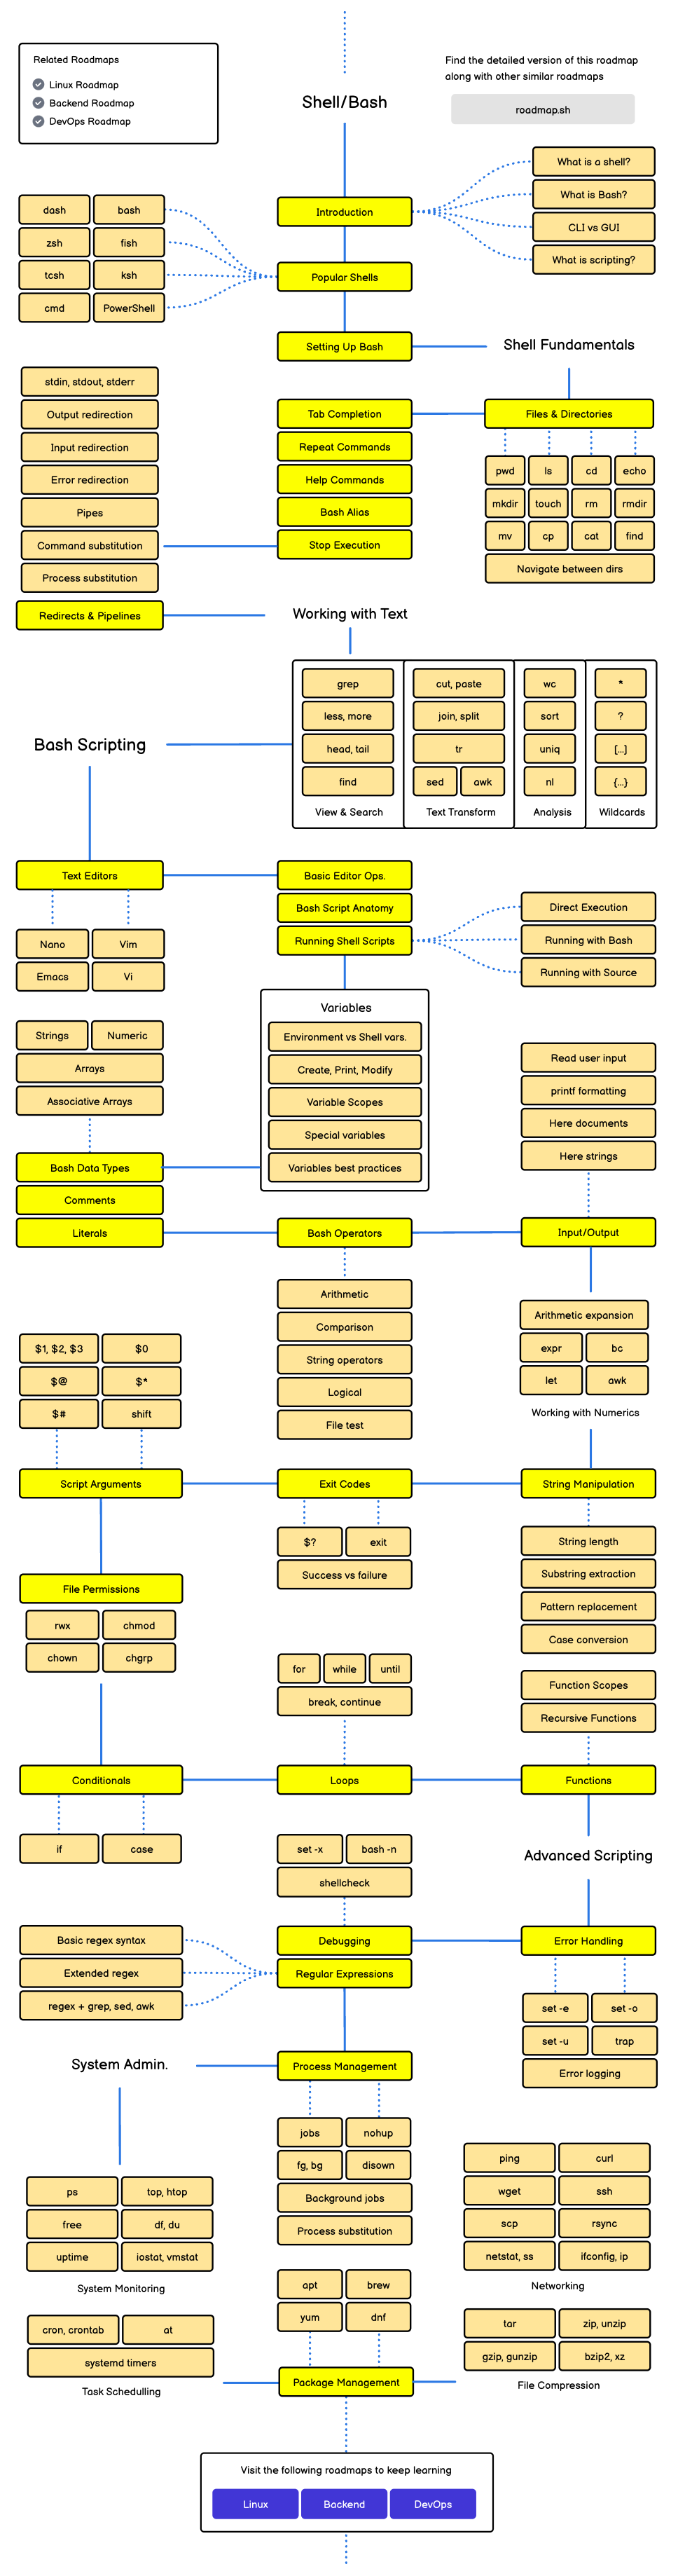 Related Roadmaps
Linux Roadmap
Backend Roadmap
DevOps Roadmap
Find the detailed version of this roadmap
along with other similar roadmaps
roadmap.sh
Shell/Bash
What is a shell?
What is Bash?
CLI vs GUI
What is scripting?
Introduction
dash
bash
zsh
fish
tcsh
ksh
cmd
PowerShell
Popular Shells
Setting Up Bash
Shell Fundamentals
Files & Directories
pwd
ls
cd
echo
mkdir
touch
rm
rmdir
mv
cp
cat
find
Navigate between dirs
Tab Completion
Repeat Commands
Help Commands
Bash Alias
Stop Execution
stdin, stdout, stderr
Output redirection
Input redirection
Error redirection
Pipes
Command substitution
Process substitution
Redirects & Pipelines
Working with Text
grep
less, more
head, tail
find
View & Search
cut, paste
join, split
tr
sed
awk
Text Transform
wc
sort
uniq
nl
Analysis
*
?
[...]
{...}
Wildcards
Bash Scripting
Text Editors
Nano
Vim
Emacs
Vi
Basic Editor Ops.
Bash Script Anatomy
Running Shell Scripts
Direct Execution
Running with Bash
Running with Source
Variables
Environment vs Shell vars.
Create, Print, Modify
Variable Scopes
Special variables
Variables best practices
Strings
Numeric
Arrays
Associative Arrays
Bash Data Types
Comments
Literals
Bash Operators
Arithmetic
Comparison
String operators
Logical
File test
Read user input
printf formatting
Here documents
Here strings
Input/Output
Arithmetic expansion
expr
bc
let
awk
Working with Numerics
$1, $2, $3
$0
$@
$*
$#
shift
Script Arguments
Exit Codes
$?
exit
Success vs failure
String Manipulation
String length
Substring extraction
Pattern replacement
Case conversion
File Permissions
rwx
chmod
chown
chgrp
for
while
until
break, continue
Function Scopes
Recursive Functions
Conditionals
Loops
Functions
if
case
Advanced Scripting
set -x
bash -n
shellcheck
Debugging
Regular Expressions
Error Handling
set -e
set -o
set -u
trap
Error logging
Basic regex syntax
Extended regex
regex + grep, sed, awk
System Admin.
Process Management
jobs
nohup
fg, bg
disown
Background jobs
Process substitution
ps
top, htop
free
df, du
uptime
iostat, vmstat
System Monitoring
ping
curl
wget
ssh
scp
rsync
netstat, ss
ifconfig, ip
Networking
apt
brew
yum
dnf
Package Management
cron, crontab
at
systemd timers
Task Schedulling
tar
zip, unzip
gzip, gunzip
bzip2, xz
File Compression
Visit the following roadmaps to keep learning
Linux
Backend
DevOps